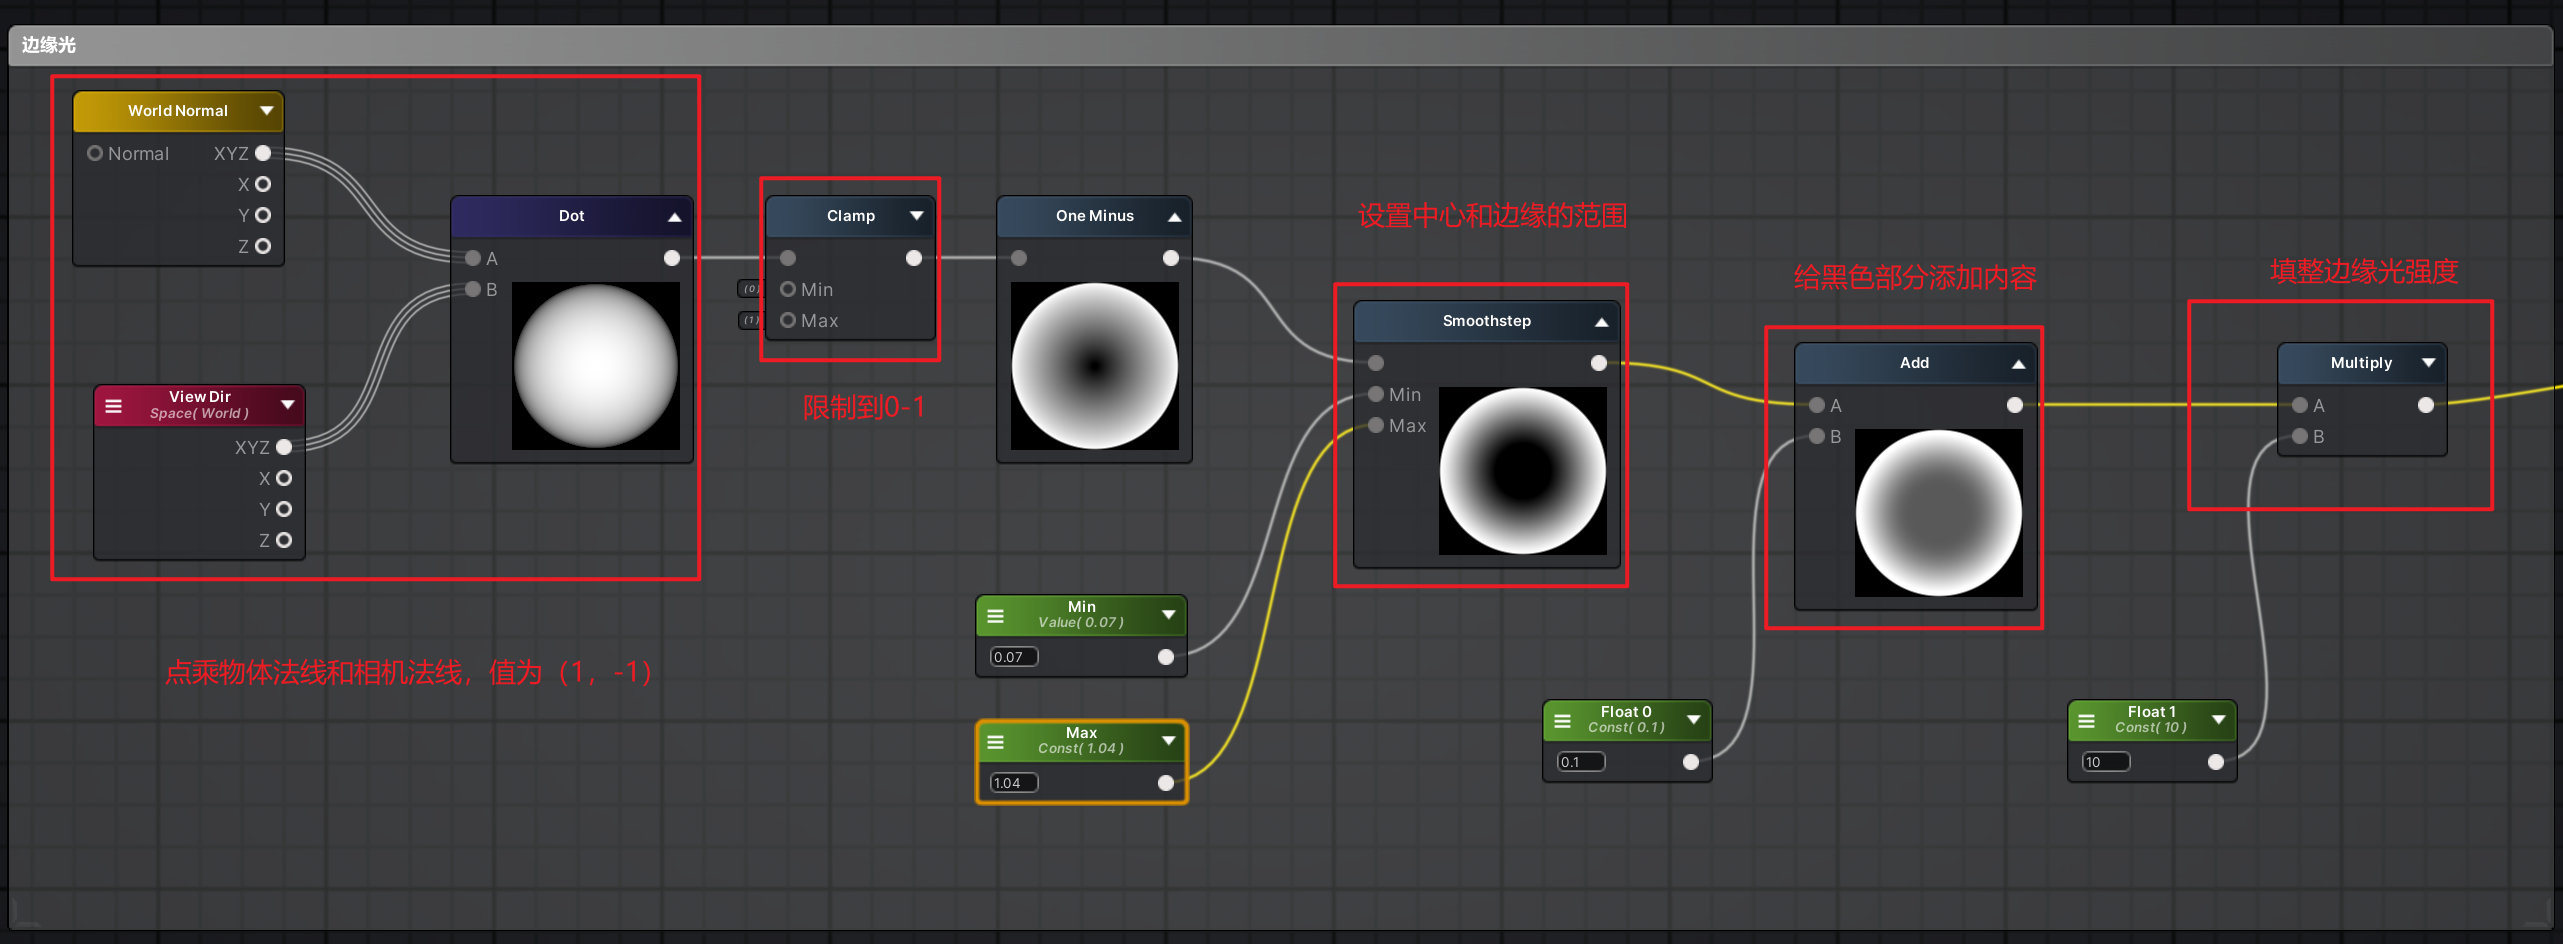 边缘光
World Normal
Normal
XYZ
X
Y
Z
View Dir
Space( World )
XYZ
X
Y
Z
Dot
A
B
点乘物体法线和相机法线，值为（1，-1）
Clamp
(0)
Min
(1)
Max
限制到0-1
One Minus
设置中心和边缘的范围
Smoothstep
Min
Max
Min
Value( 0.07 )
0.07
Max
Const( 1.04 )
1.04
给黑色部分添加内容
Add
A
B
Float 0
Const( 0.1 )
0.1
填整边缘光强度
Multiply
A
B
Float 1
Const( 10 )
10